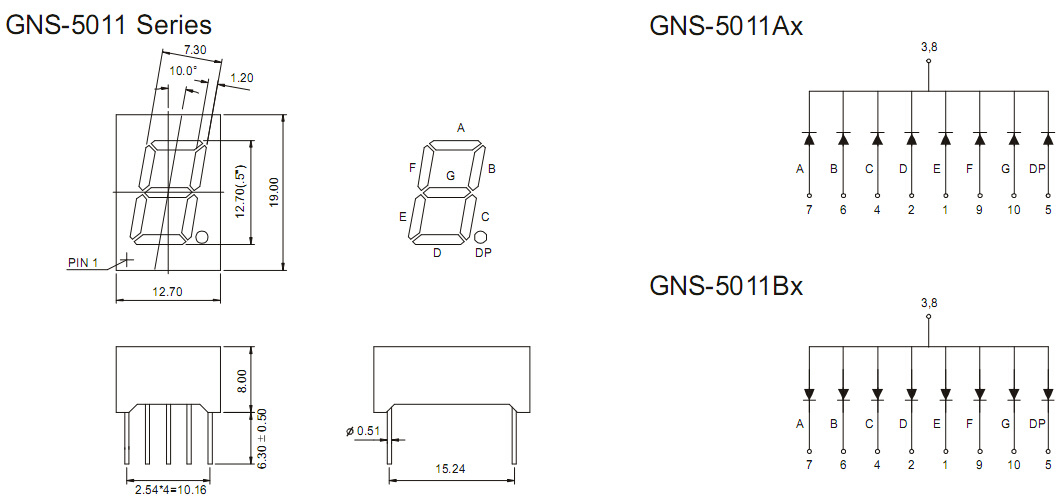 GNS-5011 Series
7.30
10.0°
1.20
12.70(.5")
19.00
PIN 1
12.70
A
F
B
G
E
C
D
DP
8.00
6.30 ± 0.50
2.54*4=10.16
ø 0.51
15.24
GNS-5011Ax
3,8
A B C D E F G DP
7 6 4 2 1 9 10 5
GNS-5011Bx
3,8
A B C D E F G DP
7 6 4 2 1 9 10 5